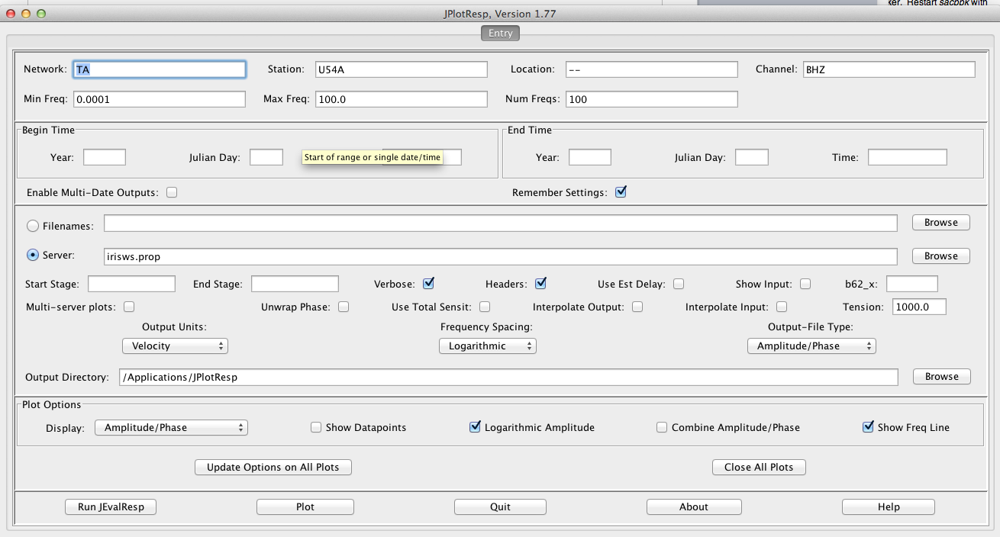 ker. Restart sacbbk with
JPlotResp, Version 1.77
Entry
Network: TA Station: U54A Location: -- Channel: BHZ
Min Freq: 0.0001 Max Freq: 100.0 Num Freqs: 100
Begin Time End Time
Year: Julian Day: Start of range or single date/time Year: Julian Day: Time:
Enable Multi-Date Outputs: Remember Settings:
Filenames: Browse
Server: irisws.prop Browse
Start Stage: End Stage: Verbose: Headers: Use Est Delay: Show Input: b62_x:
Multi-server plots: Unwrap Phase: Use Total Sensit: Interpolate Output: Interpolate Input: Tension: 1000.0
Output Units: Frequency Spacing: Output-File Type:
Velocity Logarithmic Amplitude/Phase
Output Directory: /Applications/JPlotResp Browse
Plot Options
Display: Amplitude/Phase Show Datapoints Logarithmic Amplitude Combine Amplitude/Phase Show Freq Line
Update Options on All Plots Close All Plots
Run JEvalResp Plot Quit About Help